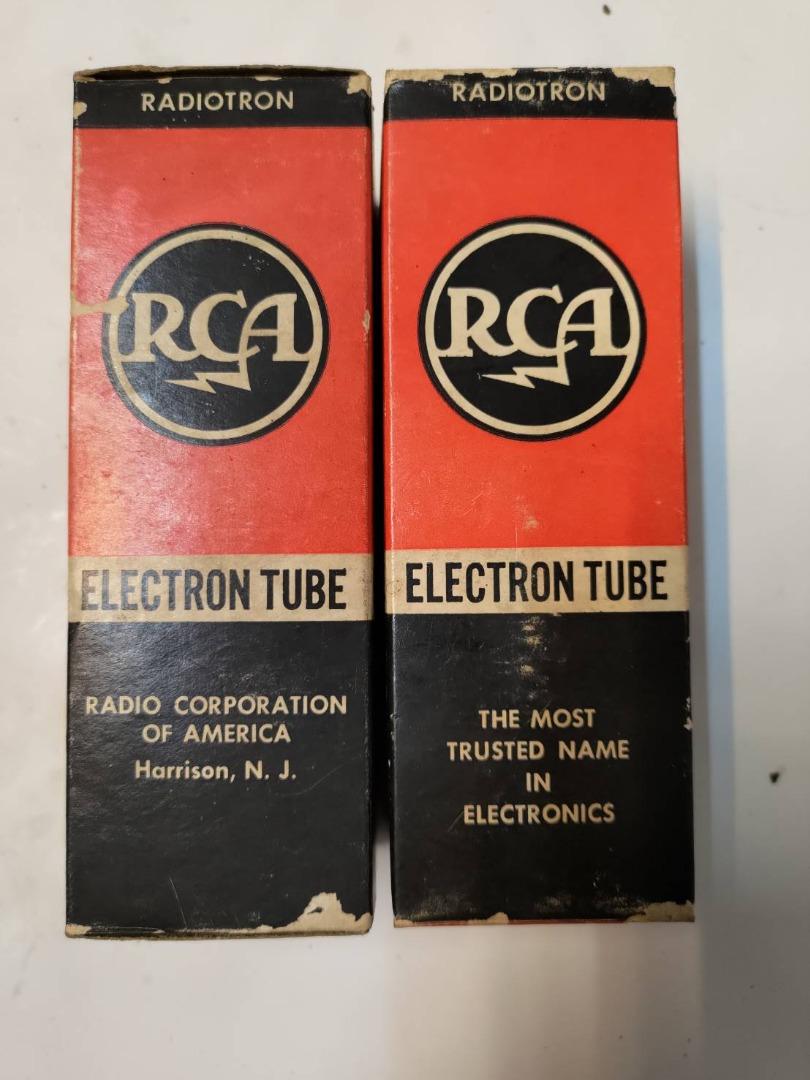 RADIOTRON
RCA
ELECTRON TUBE
RADIO CORPORATION
OF AMERICA
Harrison, N. J.
RADIOTRON
RCA
ELECTRON TUBE
THE MOST
TRUSTED NAME
IN
ELECTRONICS